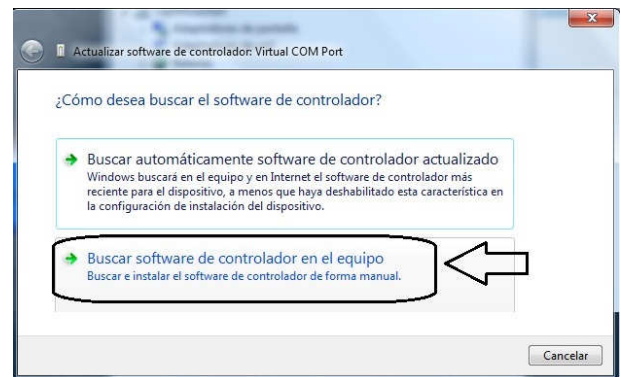 Actualizar software de controlador: Virtual COM Port
¿Cómo desea buscar el software de controlador?
Buscar automáticamente software de controlador actualizado
Windows buscará en el equipo y en Internet el software de controlador más
reciente para el dispositivo, a menos que haya deshabilitado esta característica en
la configuración de instalación del dispositivo.
Buscar software de controlador en el equipo
Buscar e instalar el software de controlador de forma manual.
Cancelar